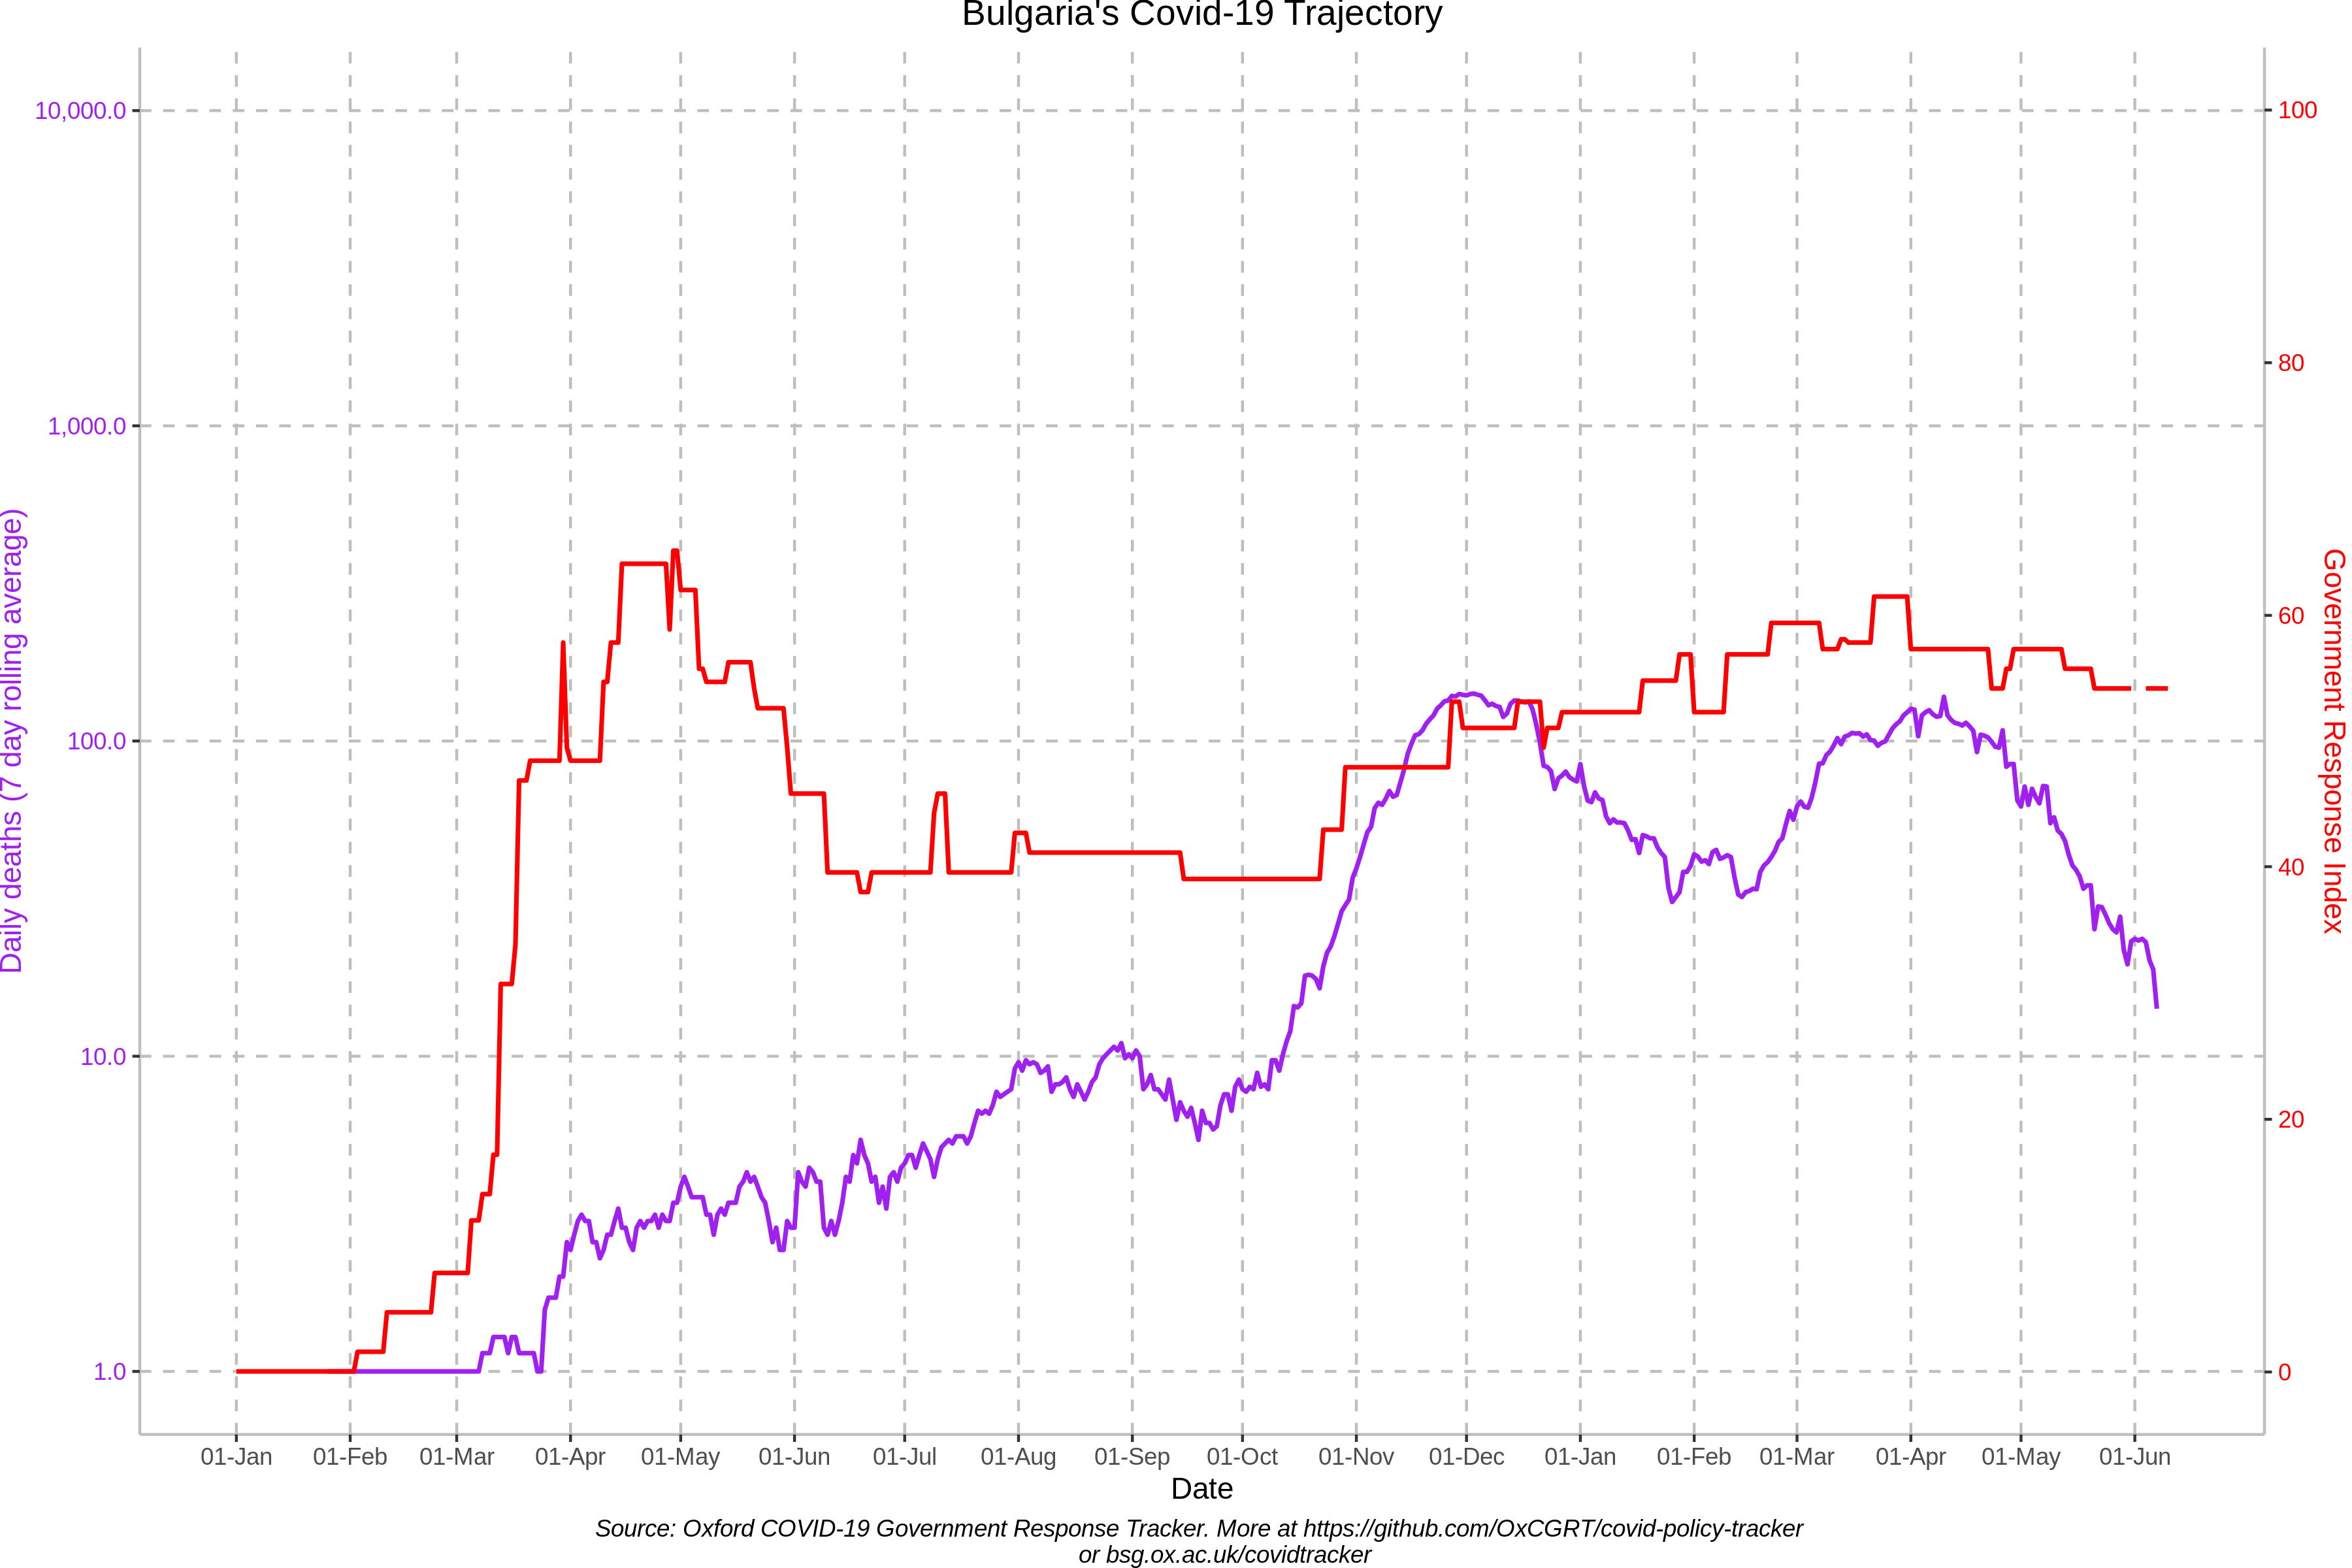 Bulgaria's Covid-19 Trajectory
10,000.0
1,000.0
100.0
10.0
1.0
Daily deaths (7 day rolling average)
100
80
60
40
20
0
Government Response Index
01-Jan 01-Feb 01-Mar 01-Apr 01-May 01-Jun 01-Jul 01-Aug 01-Sep 01-Oct 01-Nov 01-Dec 01-Jan 01-Feb 01-Mar 01-Apr 01-May 01-Jun
Date
Source: Oxford COVID-19 Government Response Tracker. More at https://github.com/OxCGRT/covid-policy-tracker
or bsg.ox.ac.uk/covidtracker